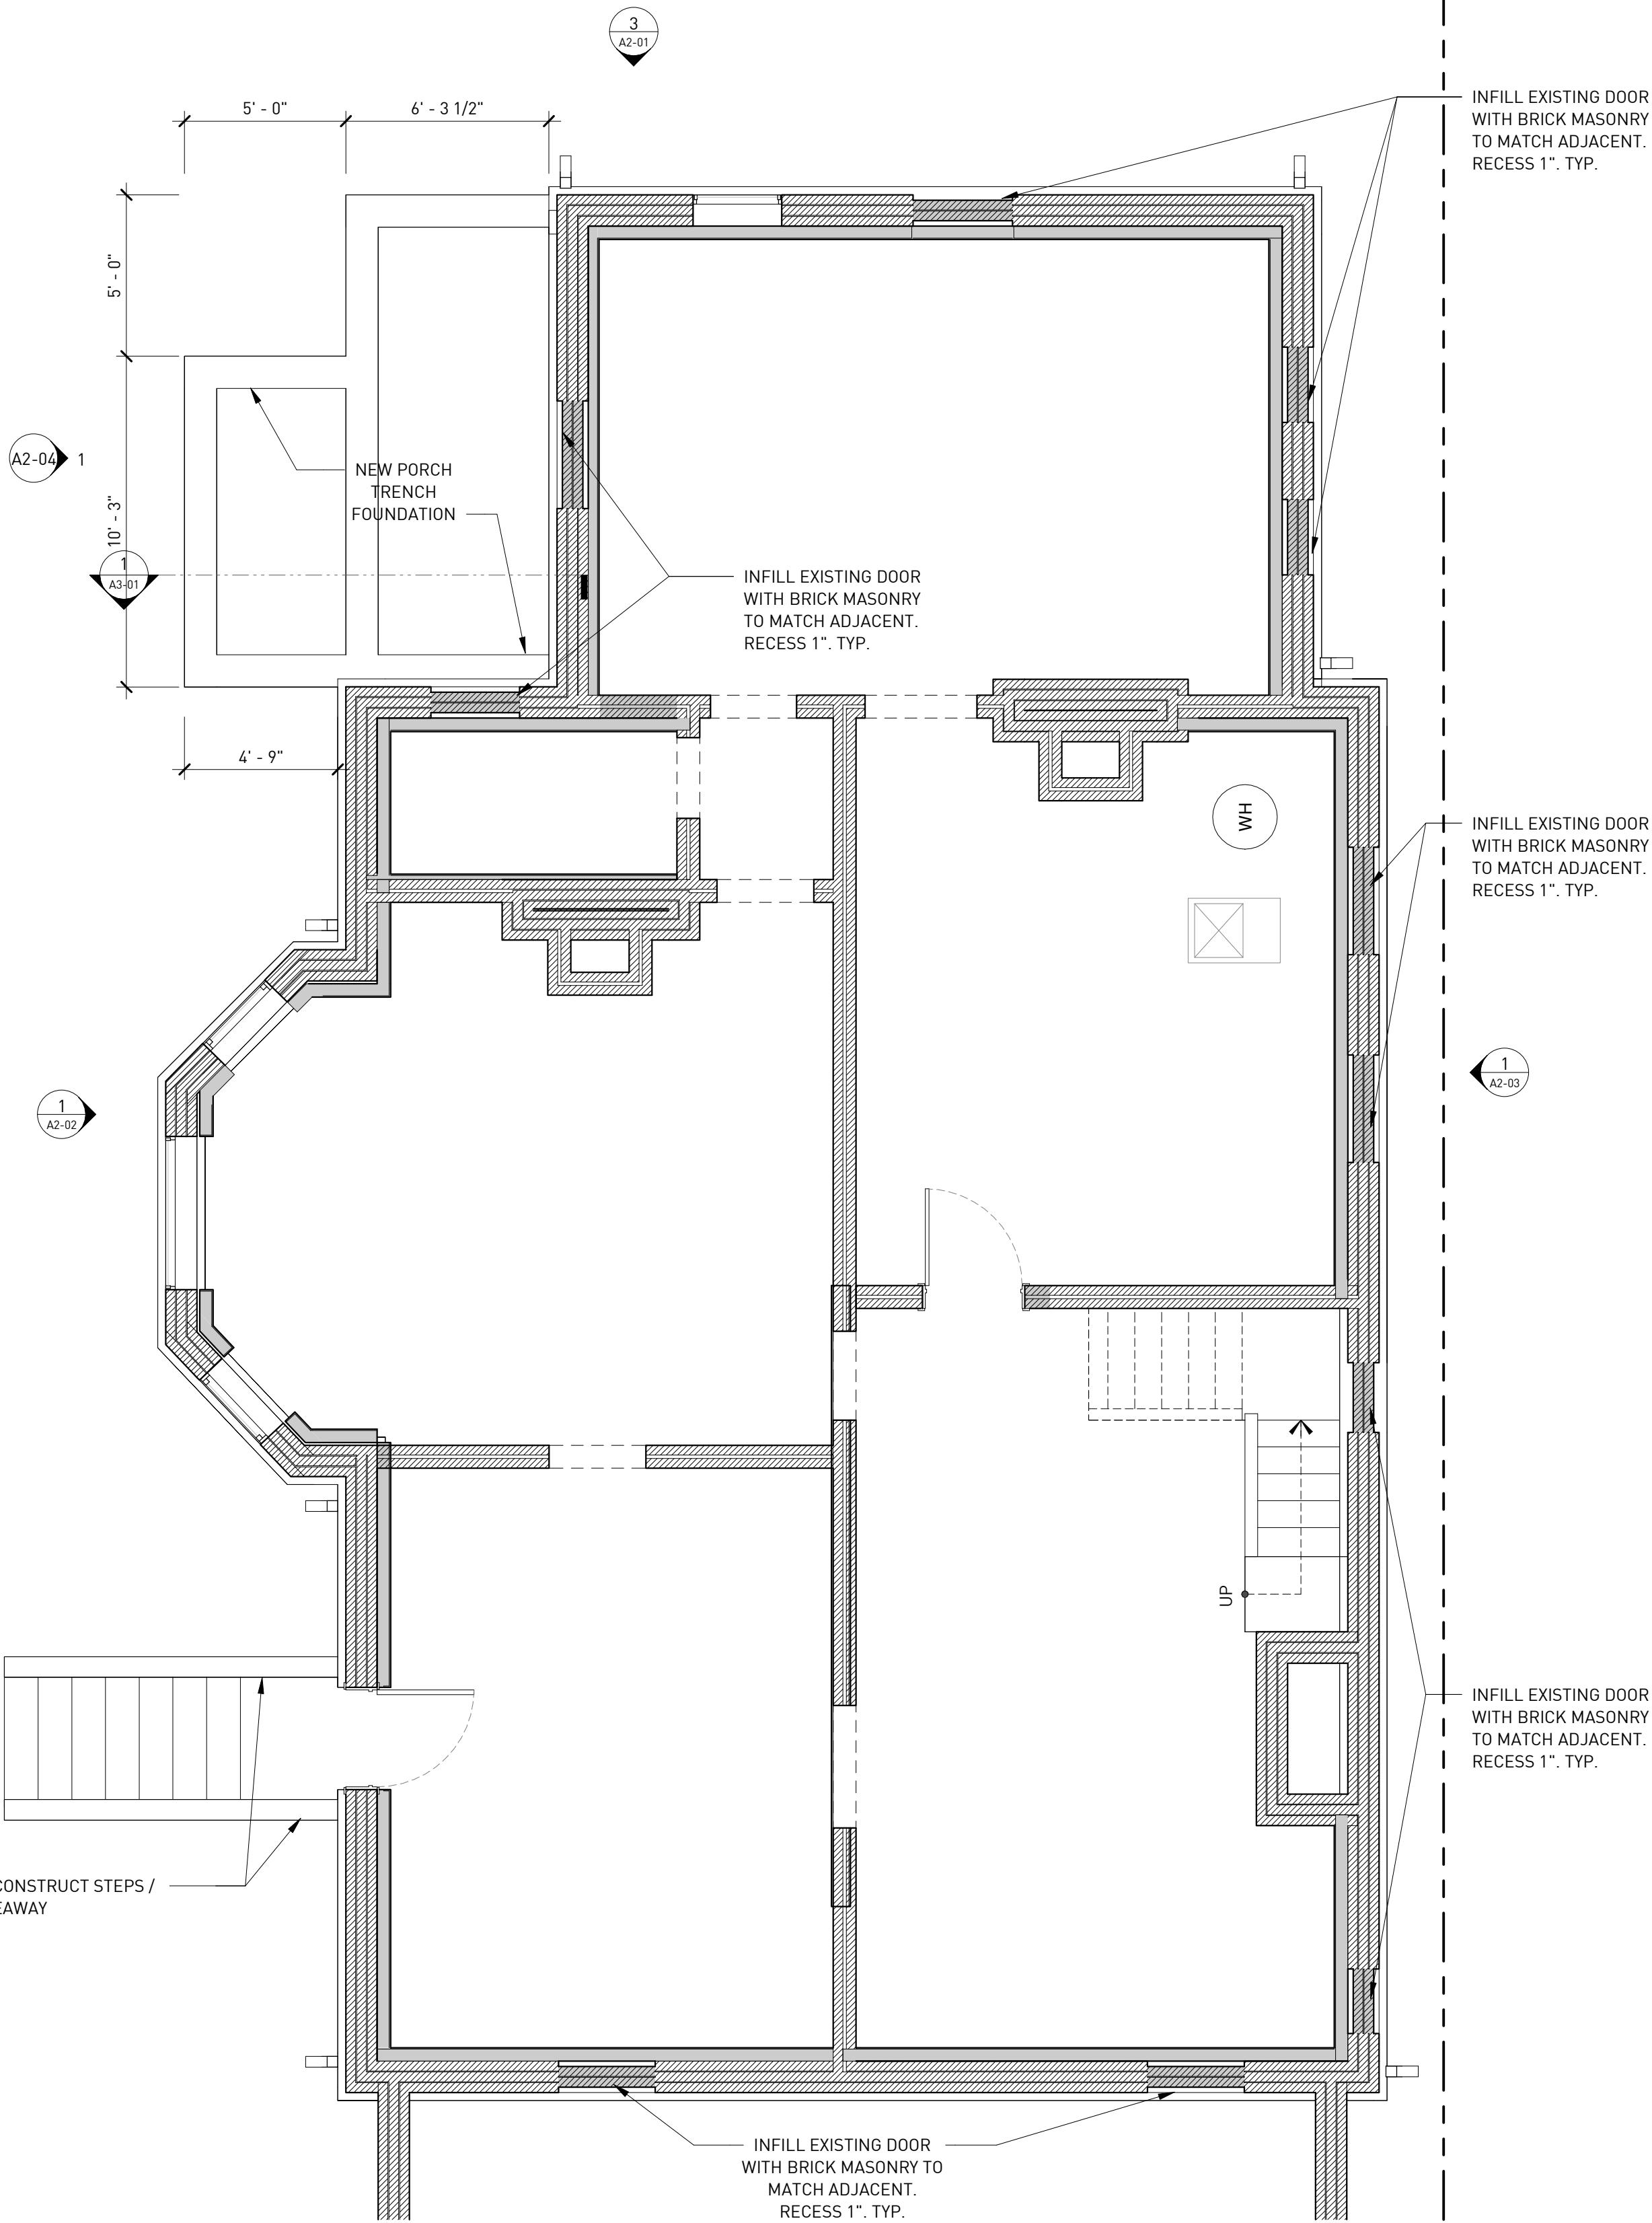 3
A2-01
5' - 0"
6' - 3 1/2"
INFILL EXISTING DOOR
WITH BRICK MASONRY
TO MATCH ADJACENT.
RECESS 1". TYP.
5' - 0"
A2-04
1
NEW PORCH
TRENCH
FOUNDATION
10' - 3"
1
A3-01
INFILL EXISTING DOOR
WITH BRICK MASONRY
TO MATCH ADJACENT.
RECESS 1". TYP.
4' - 9"
WH
INFILL EXISTING DOOR
WITH BRICK MASONRY
TO MATCH ADJACENT.
RECESS 1". TYP.
1
A2-03
1
A2-02
UP
INFILL EXISTING DOOR
WITH BRICK MASONRY
TO MATCH ADJACENT.
RECESS 1". TYP.
CONSTRUCT STEPS /
EAWAY
INFILL EXISTING DOOR
WITH BRICK MASONRY TO
MATCH ADJACENT.
RECESS 1". TYP.